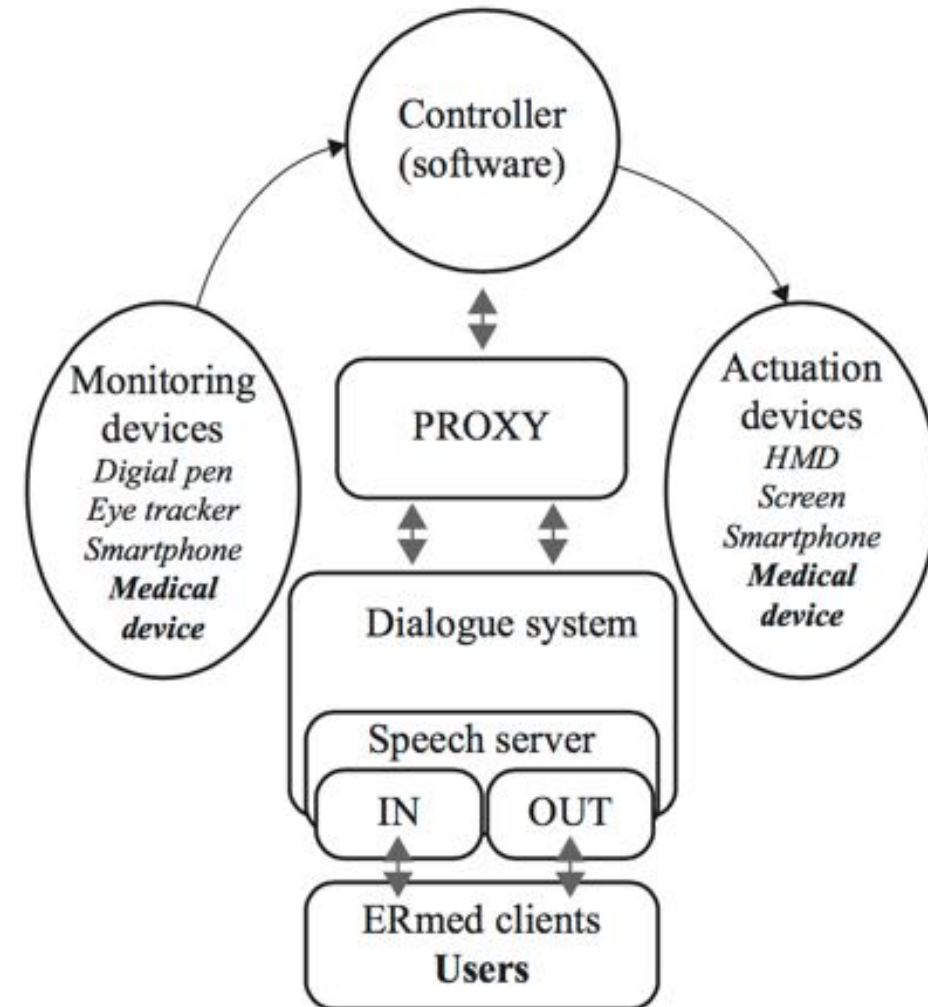 Controller
(software)
Monitoring
devices
Digial pen
Eye tracker
Smartphone
Medical
device
PROXY
Actuation
devices
HMD
Screen
Smartphone
Medical
device
Dialogue system
Speech server
IN
OUT
ERmed clients
Users